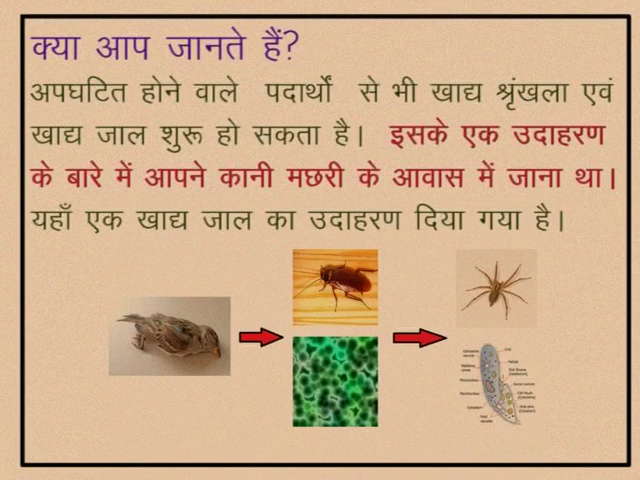 क्या आप जानते हैं?
अपघटित होने वाले पदार्थों से भी खाद्य श्रृंखला एवं
खाद्य जाल शुरू हो सकता है। इसके एक उदाहरण
के बारे में आपने कानी मछरी के आवास में जाना था।
यहाँ एक खाद्य जाल का उदाहरण दिया गया है।